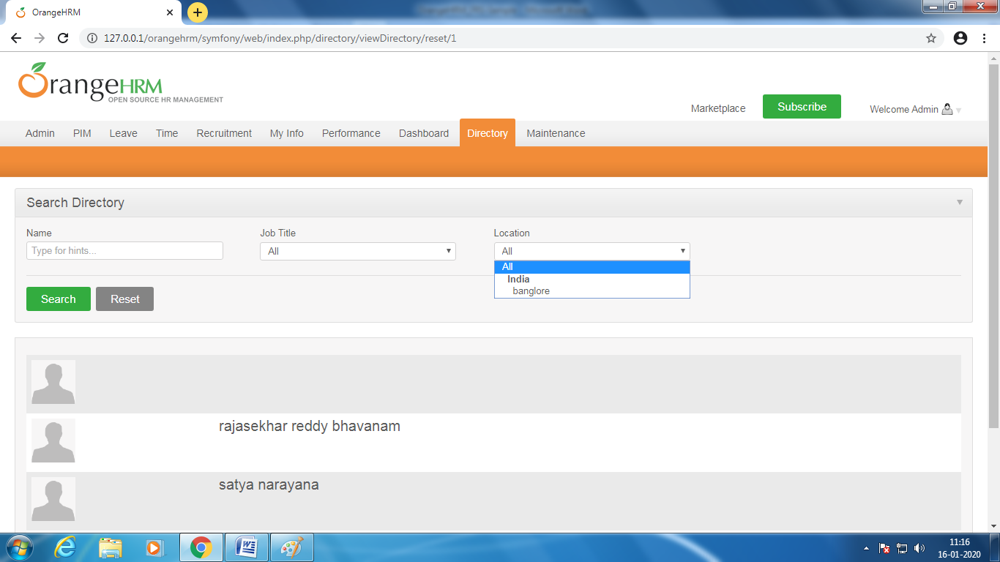 OrangeHRM
127.0.0.1/orangehrm/symfony/web/index.php/directory/viewDirectory/reset/1
OrangeHRM
OPEN SOURCE HR MANAGEMENT
Marketplace Subscribe Welcome Admin
Admin PIM Leave Time Recruitment My Info Performance Dashboard Directory Maintenance
Search Directory
Name Job Title Location
Type for hints... All All
All
India
banglore
Search Reset
rajasekhar reddy bhavanam
satya narayana
11:16
16-01-2020